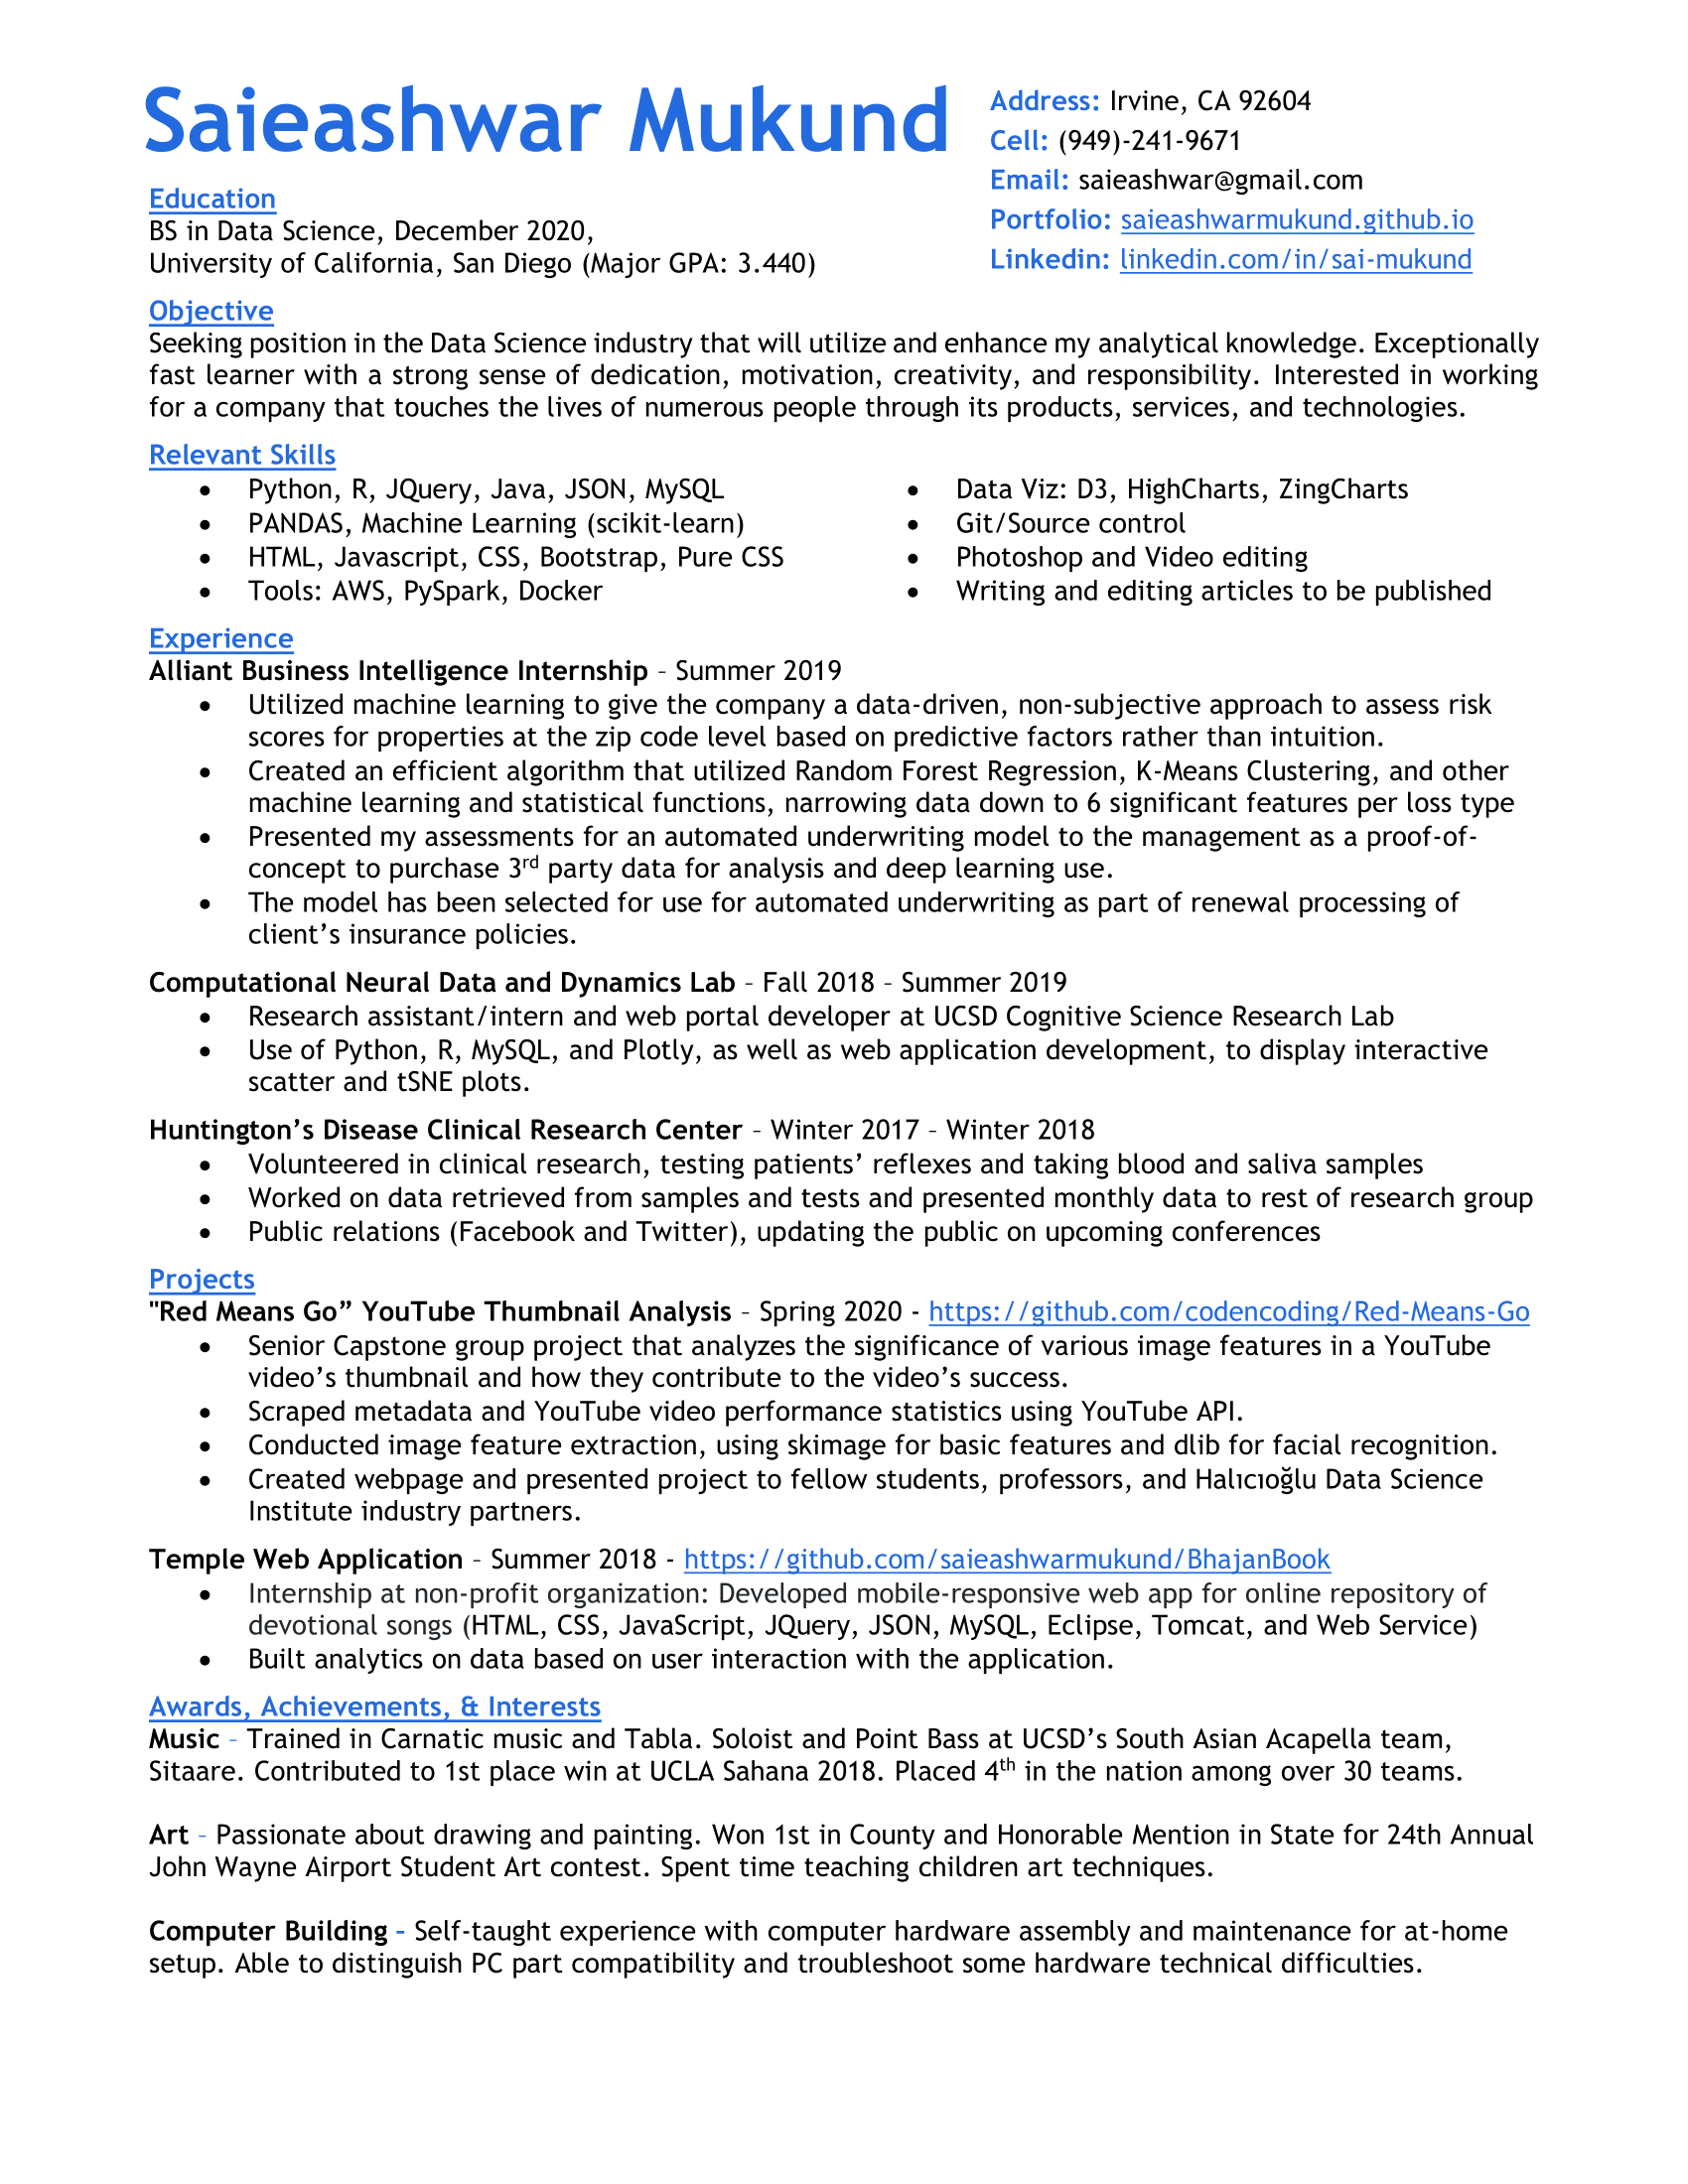 Saieashwar Mukund
Address: Irvine, CA 92604
Cell: (949)-241-9671
Email: saieashwar@gmail.com
Portfolio: saieashwarmukund.github.io
Linkedin: linkedin.com/in/sai-mukund
Education
BS in Data Science, December 2020,
University of California, San Diego (Major GPA: 3.440)
Objective
Seeking position in the Data Science industry that will utilize and enhance my analytical knowledge. Exceptionally
fast learner with a strong sense of dedication, motivation, creativity, and responsibility. Interested in working
for a company that touches the lives of numerous people through its products, services, and technologies.
Relevant Skills
• Python, R, JQuery, Java, JSON, MySQL
• PANDAS, Machine Learning (scikit-learn)
• HTML, Javascript, CSS, Bootstrap, Pure CSS
• Tools: AWS, PySpark, Docker
• Data Viz: D3, HighCharts, ZingCharts
• Git/Source control
• Photoshop and Video editing
• Writing and editing articles to be published
Experience
Alliant Business Intelligence Internship – Summer 2019
• Utilized machine learning to give the company a data-driven, non-subjective approach to assess risk
scores for properties at the zip code level based on predictive factors rather than intuition.
• Created an efficient algorithm that utilized Random Forest Regression, K-Means Clustering, and other
machine learning and statistical functions, narrowing data down to 6 significant features per loss type
• Presented my assessments for an automated underwriting model to the management as a proof-of-
concept to purchase 3rd party data for analysis and deep learning use.
• The model has been selected for use for automated underwriting as part of renewal processing of
client’s insurance policies.
Computational Neural Data and Dynamics Lab – Fall 2018 – Summer 2019
• Research assistant/intern and web portal developer at UCSD Cognitive Science Research Lab
• Use of Python, R, MySQL, and Plotly, as well as web application development, to display interactive
scatter and tSNE plots.
Huntington’s Disease Clinical Research Center – Winter 2017 – Winter 2018
• Volunteered in clinical research, testing patients’ reflexes and taking blood and saliva samples
• Worked on data retrieved from samples and tests and presented monthly data to rest of research group
• Public relations (Facebook and Twitter), updating the public on upcoming conferences
Projects
"Red Means Go” YouTube Thumbnail Analysis – Spring 2020 - https://github.com/codencoding/Red-Means-Go
• Senior Capstone group project that analyzes the significance of various image features in a YouTube
video’s thumbnail and how they contribute to the video’s success.
• Scraped metadata and YouTube video performance statistics using YouTube API.
• Conducted image feature extraction, using skimage for basic features and dlib for facial recognition.
• Created webpage and presented project to fellow students, professors, and Halıcıoğlu Data Science
Institute industry partners.
Temple Web Application – Summer 2018 - https://github.com/saieashwarmukund/BhajanBook
• Internship at non-profit organization: Developed mobile-responsive web app for online repository of
devotional songs (HTML, CSS, JavaScript, JQuery, JSON, MySQL, Eclipse, Tomcat, and Web Service)
• Built analytics on data based on user interaction with the application.
Awards, Achievements, & Interests
Music – Trained in Carnatic music and Tabla. Soloist and Point Bass at UCSD’s South Asian Acapella team,
Sitaare. Contributed to 1st place win at UCLA Sahana 2018. Placed 4th in the nation among over 30 teams.
Art – Passionate about drawing and painting. Won 1st in County and Honorable Mention in State for 24th Annual
John Wayne Airport Student Art contest. Spent time teaching children art techniques.
Computer Building – Self-taught experience with computer hardware assembly and maintenance for at-home
setup. Able to distinguish PC part compatibility and troubleshoot some hardware technical difficulties.